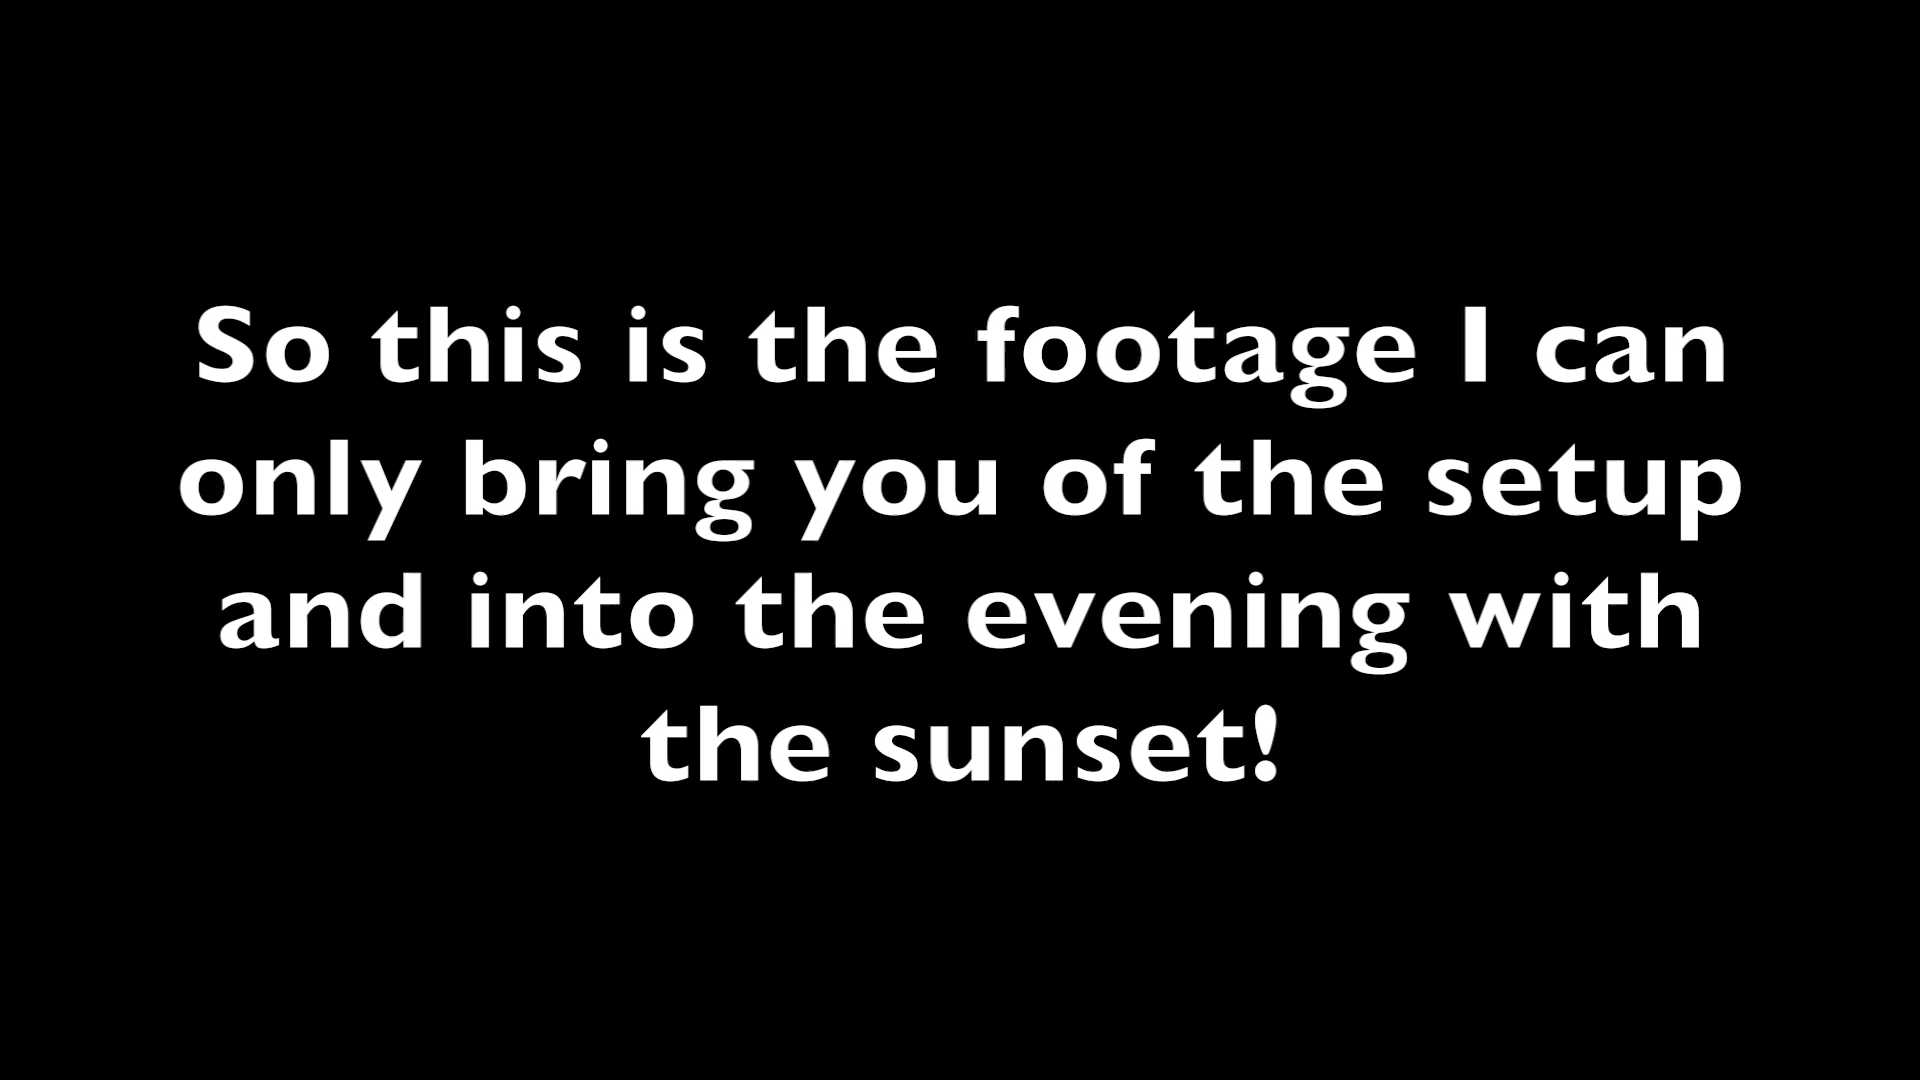 So this is the footage I can
only bring you of the setup
and into the evening with
the sunset!